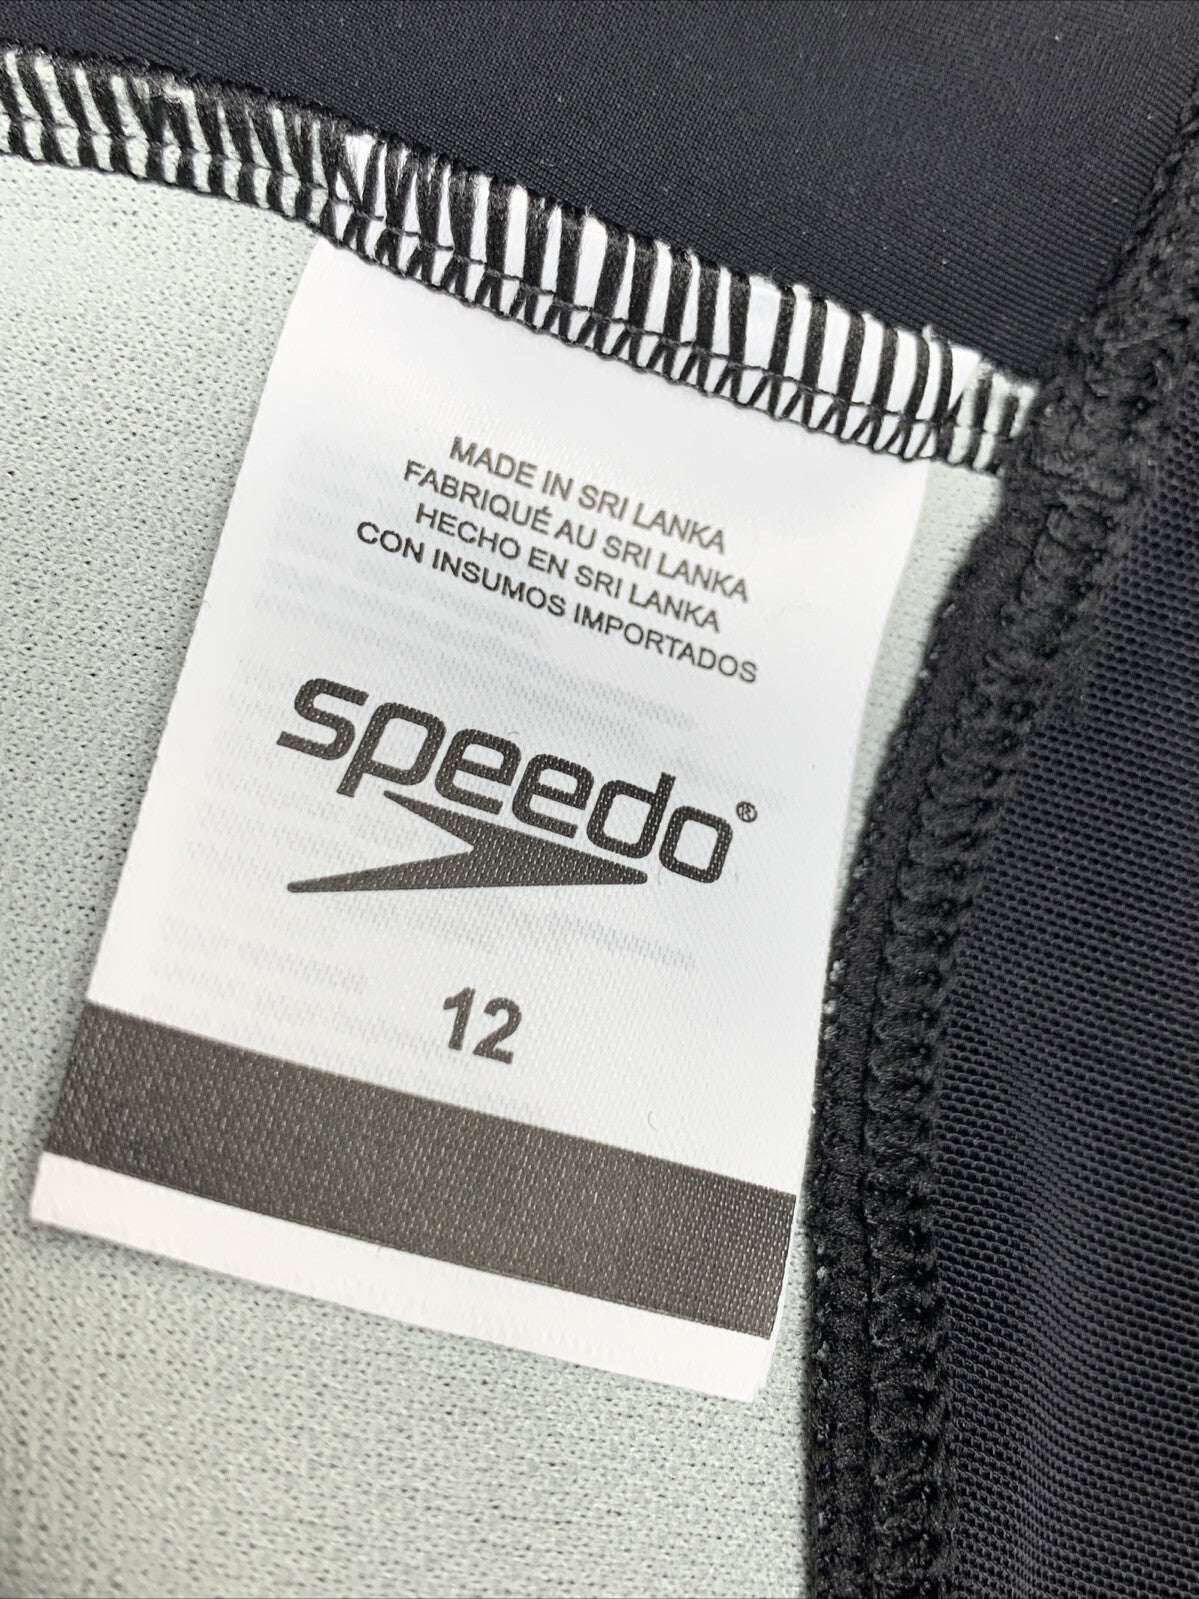 MADE IN SRI LANKA
FABRIQUÉ AU SRI LANKA
HECHO EN SRI LANKA
CON INSUMOS IMPORTADOS
speedo®
12